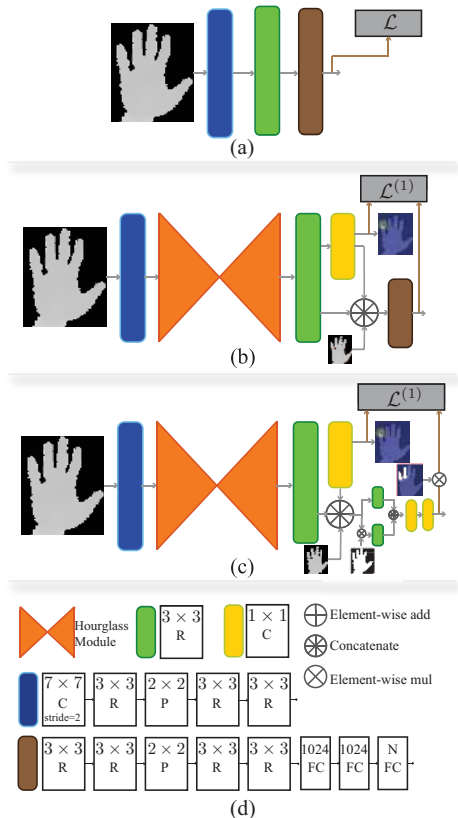 ℒ
(a)
ℒ⁽¹⁾
(b)
ℒ⁽¹⁾
(c)
Hourglass
Module
3 × 3
R
1 × 1
C
Element-wise add
Concatenate
Element-wise mul
7 × 7
C
stride=2
3 × 3
R
2 × 2
P
3 × 3
R
3 × 3
R
3 × 3
R
3 × 3
R
2 × 2
P
3 × 3
R
3 × 3
R
1024
FC
1024
FC
N
FC
(d)